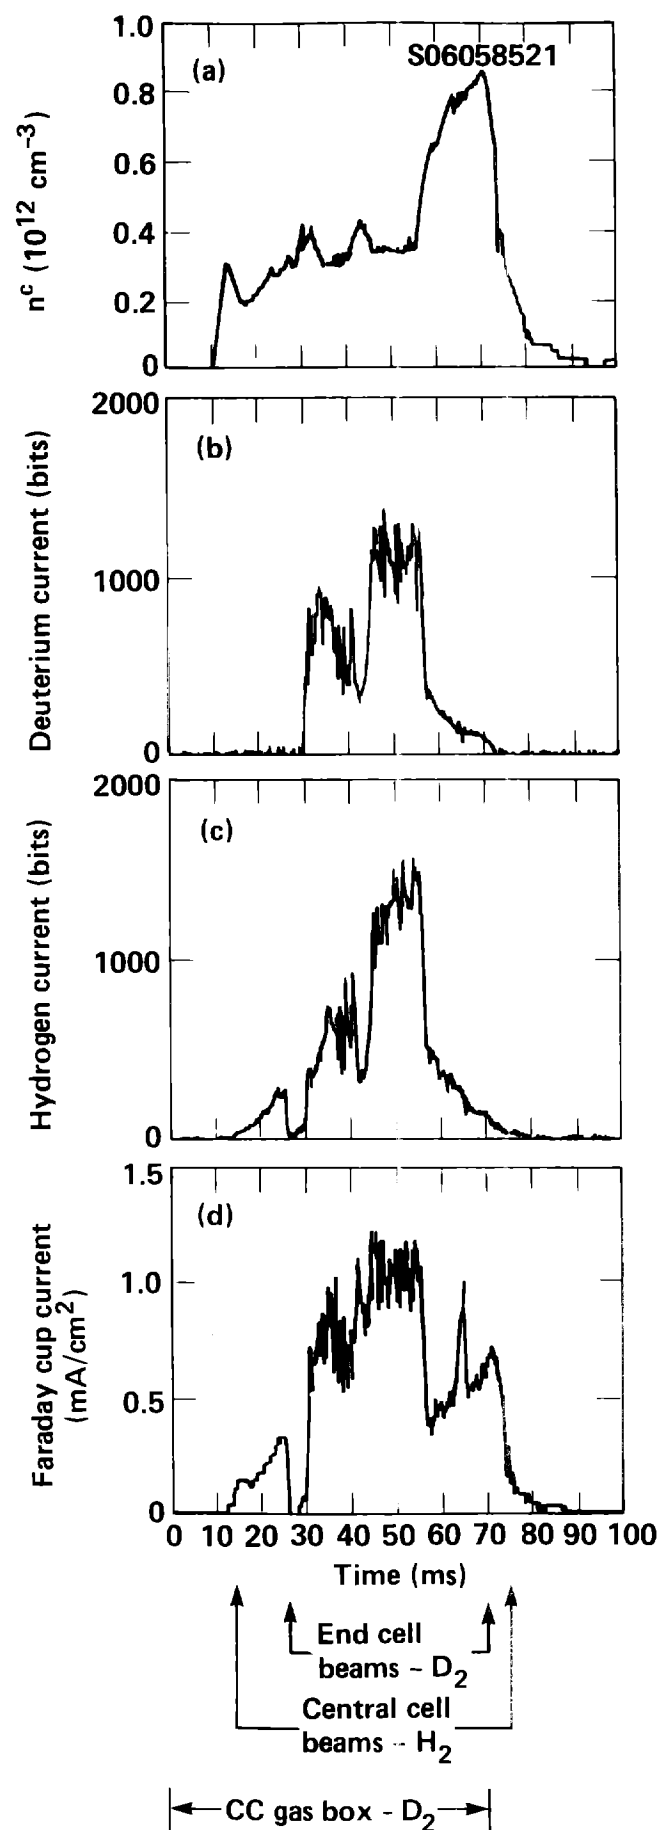 (a)
S06058521
n^c (10^12 cm^−3)
1.0
0.8
0.6
0.4
0.2
0
(b)
Deuterium current (bits)
2000
1000
0
(c)
Hydrogen current (bits)
2000
1000
0
(d)
Faraday cup current
(mA/cm^2)
1.5
1.0
0.5
0
0 10 20 30 40 50 60 70 80 90 100
Time (ms)
End cell
beams - D_2
Central cell
beams - H_2
CC gas box - D_2